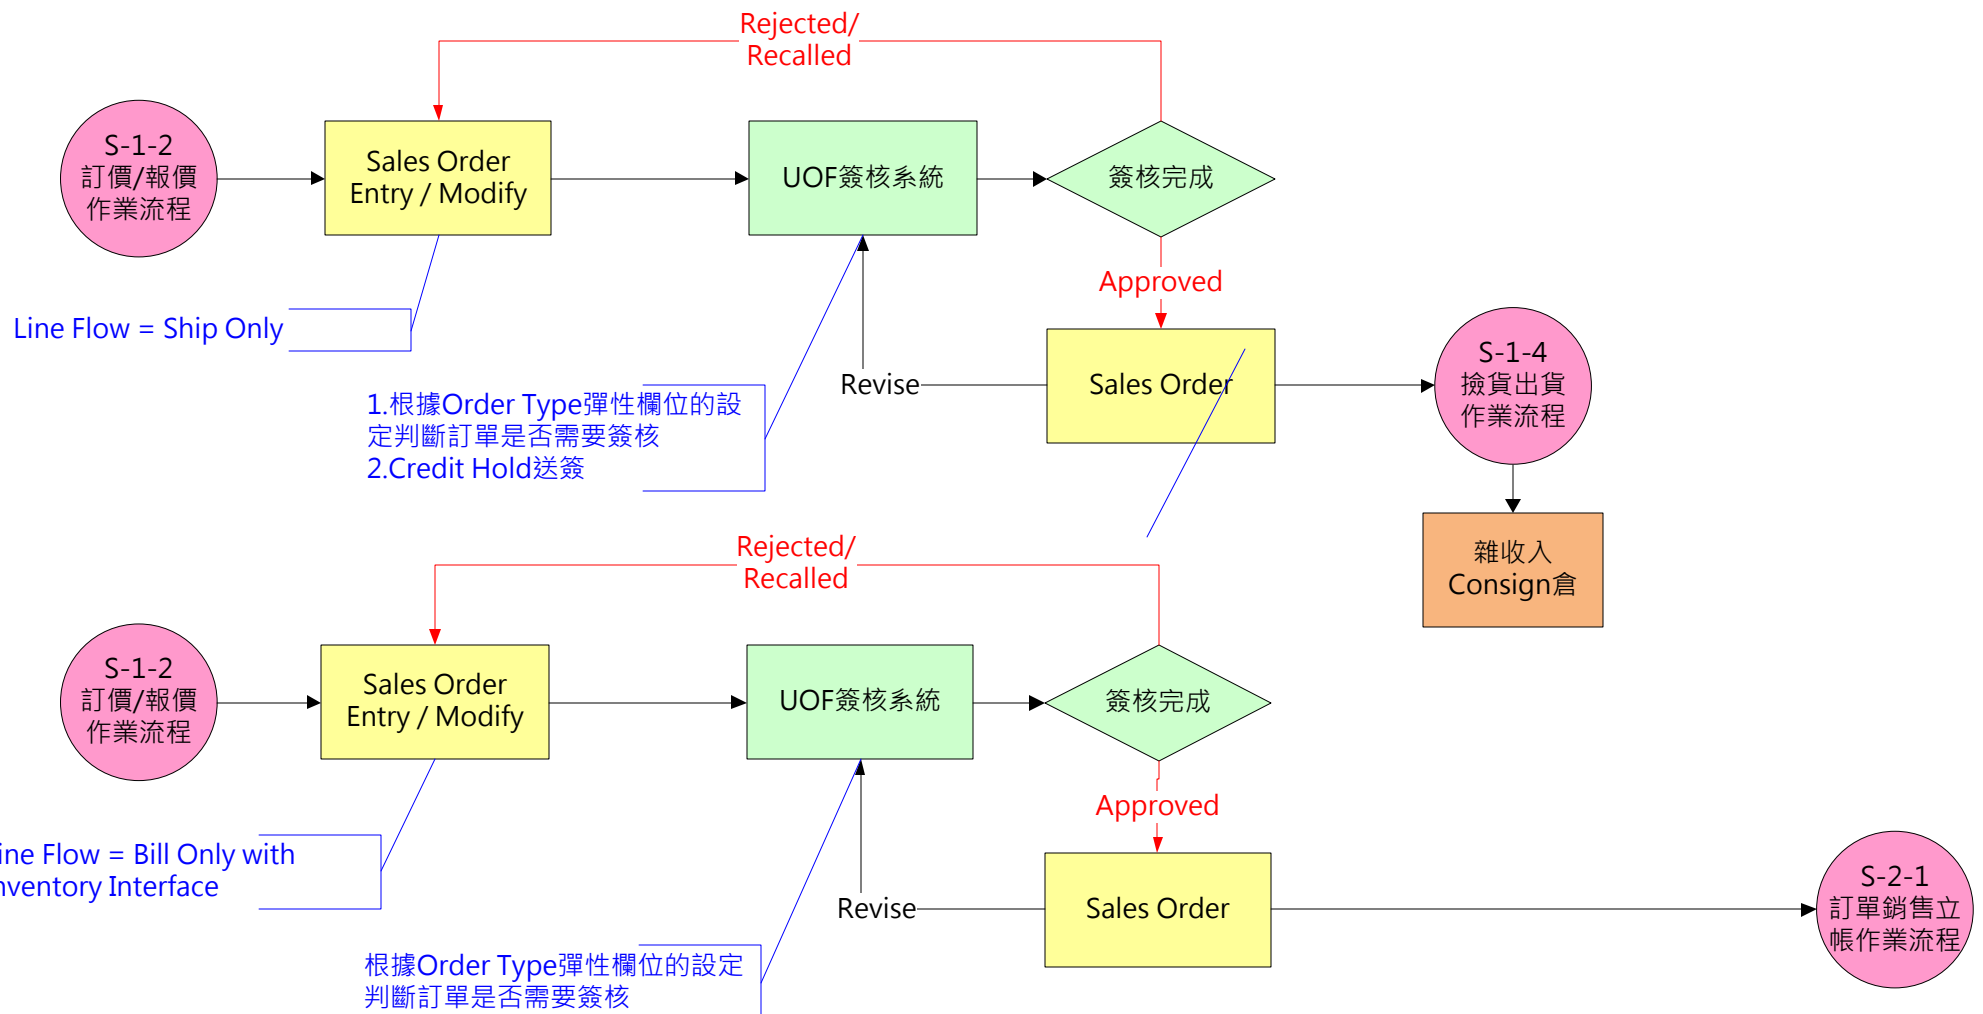 Rejected/
Recalled
S-1-2
訂價/報價
作業流程
Sales Order
Entry / Modify
UOF簽核系統
簽核完成
Approved
Line Flow = Ship Only
Revise
Sales Order
S-1-4
撿貨出貨
作業流程
1.根據Order Type彈性欄位的設
定判斷訂單是否需要簽核
2.Credit Hold送簽
雜收入
Consign倉
Rejected/
Recalled
S-1-2
訂價/報價
作業流程
Sales Order
Entry / Modify
UOF簽核系統
簽核完成
Approved
ine Flow = Bill Only with
nventory Interface
Revise
Sales Order
S-2-1
訂單銷售立
帳作業流程
根據Order Type彈性欄位的設定
判斷訂單是否需要簽核